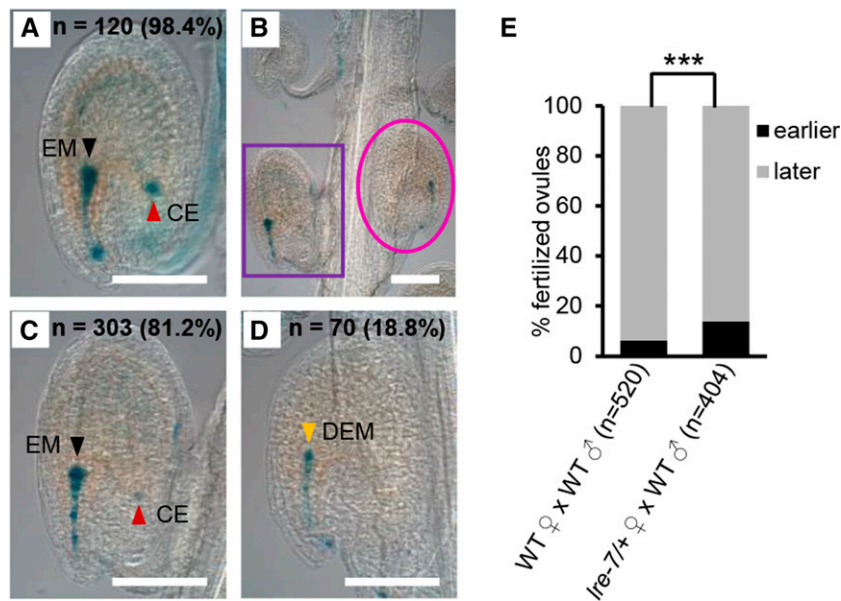 A n = 120 (98.4%)
EM
CE
B
C n = 303 (81.2%)
EM
CE
D n = 70 (18.8%)
DEM
E
***
100
80
60
40
20
0
% fertilized ovules
earlier
later
WT ♀ x WT ♂ (n=520)
lre-7/+ ♀ x WT ♂ (n=404)